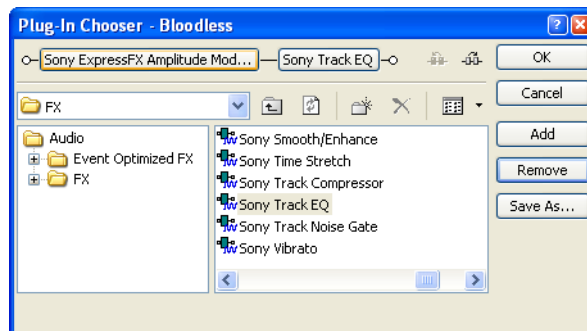 Plug-In Chooser - Bloodless
Sony ExpressFX Amplitude Mod... Sony Track EQ
OK
Cancel
FX
Add
Remove
Save As...
Audio
Event Optimized FX
FX
Sony Smooth/Enhance
Sony Time Stretch
Sony Track Compressor
Sony Track EQ
Sony Track Noise Gate
Sony Vibrato